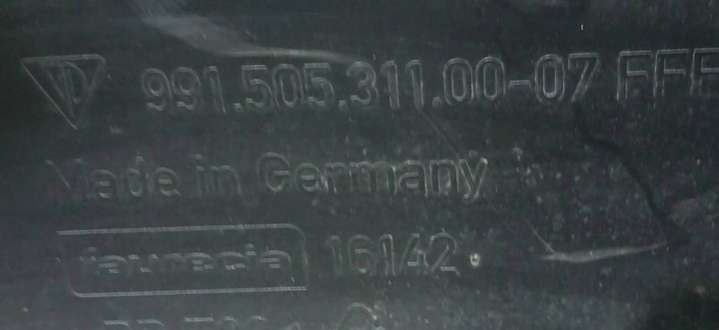 991.505.311.00-07 FFF
Made in Germany
faurecia 16142